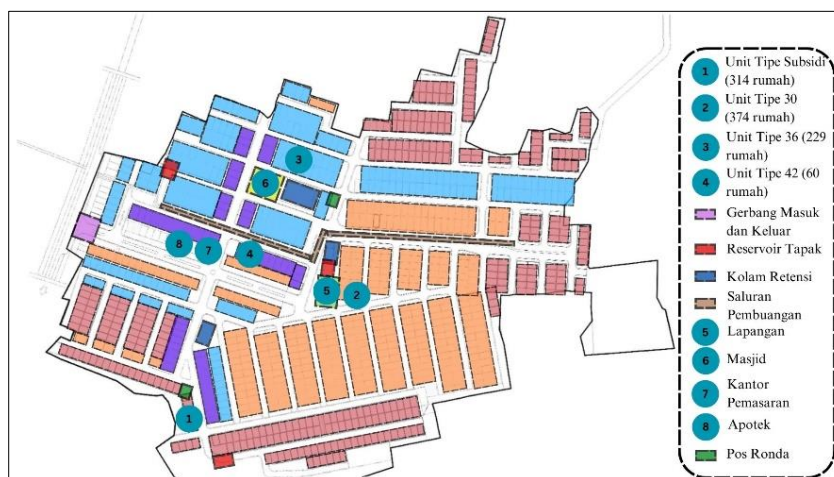 3
6
8
7
4
5
2
1
1
Unit Tipe Subsidi
(314 rumah)
2
Unit Tipe 30
(374 rumah)
3
Unit Tipe 36 (229
rumah)
4
Unit Tipe 42 (60
rumah)
Gerbang Masuk
dan Keluar
Reservoir Tapak
Kolam Retensi
Saluran
Pembuangan
5
Lapangan
6
Masjid
7
Kantor
Pemasaran
8
Apotek
Pos Ronda